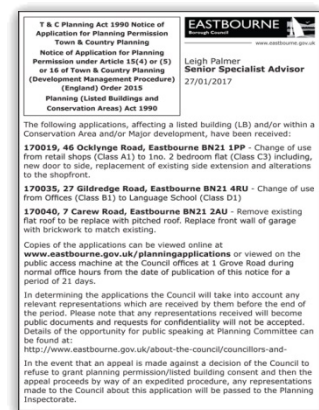 T & C Planning Act 1990 Notice of
Application for Planning Permission
Town & Country Planning
Notice of Application for Planning
Permission under Article 15(4) or (5)
or 16 of Town & Country Planning
(Development Management Procedure)
(England) Order 2015
Planning (Listed Buildings and
Conservation Areas) Act 1990
EASTBOURNE
Borough Council
www.eastbourne.gov.uk
Leigh Palmer
Senior Specialist Advisor
27/01/2017
The following applications, affecting a listed building (LB) and/or within a
Conservation Area and/or Major development, have been received:
170019, 46 Ocklynge Road, Eastbourne BN21 1PP - Change of use
from retail shops (Class A1) to 1no. 2 bedroom flat (Class C3) including,
new door to side, replacement of existing side extension and alterations
to the shopfront.
170035, 27 Gildredge Road, Eastbourne BN21 4RU - Change of use
from Offices (Class B1) to Language School (Class D1)
170040, 7 Carew Road, Eastbourne BN21 2AU - Remove existing
flat roof to be replace with pitched roof. Replace front wall of garage
with brickwork to match existing.
Copies of the applications can be viewed online at
www.eastbourne.gov.uk/planningapplications or viewed on the
public access machine at the Council offices at 1 Grove Road during
normal office hours from the date of publication of this notice for a
period of 21 days.
In determining the applications the Council will take into account any
relevant representations which are received by them before the end of
the period. Please note that any representations received will become
public documents and requests for confidentiality will not be accepted.
Details of the opportunity for public speaking at Planning Committee can
be found at:
http://www.eastbourne.gov.uk/about-the-council/councillors-and-
In the event that an appeal is made against a decision of the Council to
refuse to grant planning permission/listed building consent and then the
appeal proceeds by way of an expedited procedure, any representations
made to the Council about this application will be passed to the Planning
Inspectorate.